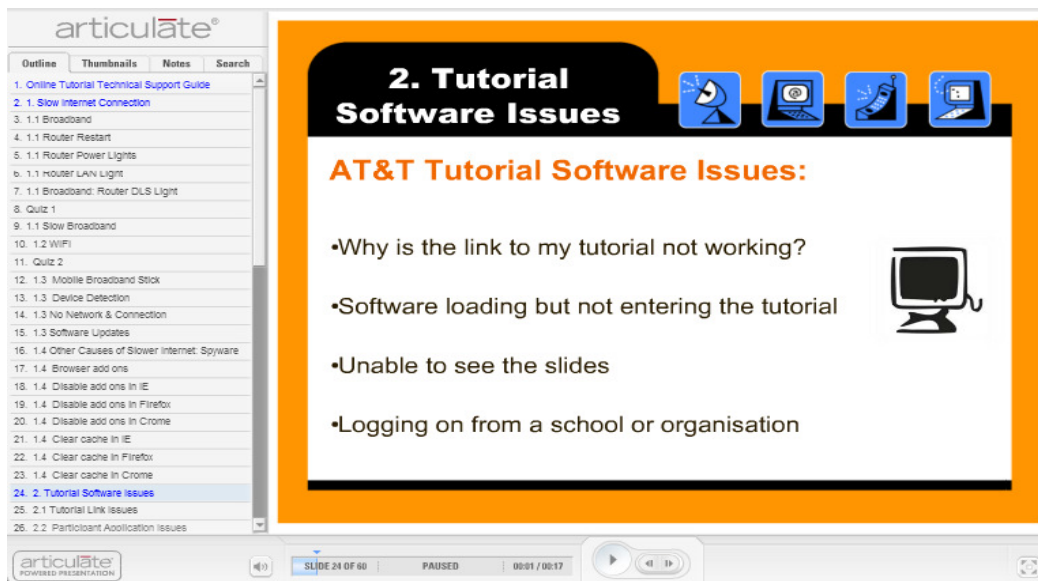 articulate®
Outline Thumbnails Notes Search
1. Online Tutorial Technical Support Guide
2. 1. Slow Internet Connection
3. 1.1 Broadband
4. 1.1 Router Restart
5. 1.1 Router Power Lights
6. 1.1 Router LAN Light
7. 1.1 Broadband: Router DLS Light
8. Quiz 1
9. 1.1 Slow Broadband
10. 1.2 WiFi
11. Quiz 2
12. 1.3 Mobile Broadband Stick
13. 1.3 Device Detection
14. 1.3 No Network & Connection
15. 1.3 Software Updates
16. 1.4 Other Causes of Slower Internet: Spyware
17. 1.4 Browser add ons
18. 1.4 Disable add ons in IE
19. 1.4 Disable add ons in Firefox
20. 1.4 Disable add ons in Crome
21. 1.4 Clear cache in IE
22. 1.4 Clear cache in Firefox
23. 1.4 Clear cache in Crome
24. 2. Tutorial Software Issues
25. 2.1 Tutorial Link Issues
26. 2.2 Participant Application Issues
2. Tutorial
Software Issues
AT&T Tutorial Software Issues:
•Why is the link to my tutorial not working?
•Software loading but not entering the tutorial
•Unable to see the slides
•Logging on from a school or organisation
articulate®
POWERED PRESENTATION
SLIDE 24 OF 60 PAUSED 00:01 / 00:17